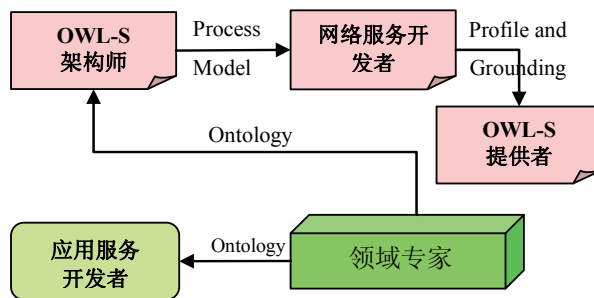 OWL-S
架构师
Process
Model
网络服务开
发者
Profile and
Grounding
OWL-S
提供者
Ontology
应用服务
开发者
Ontology
领域专家